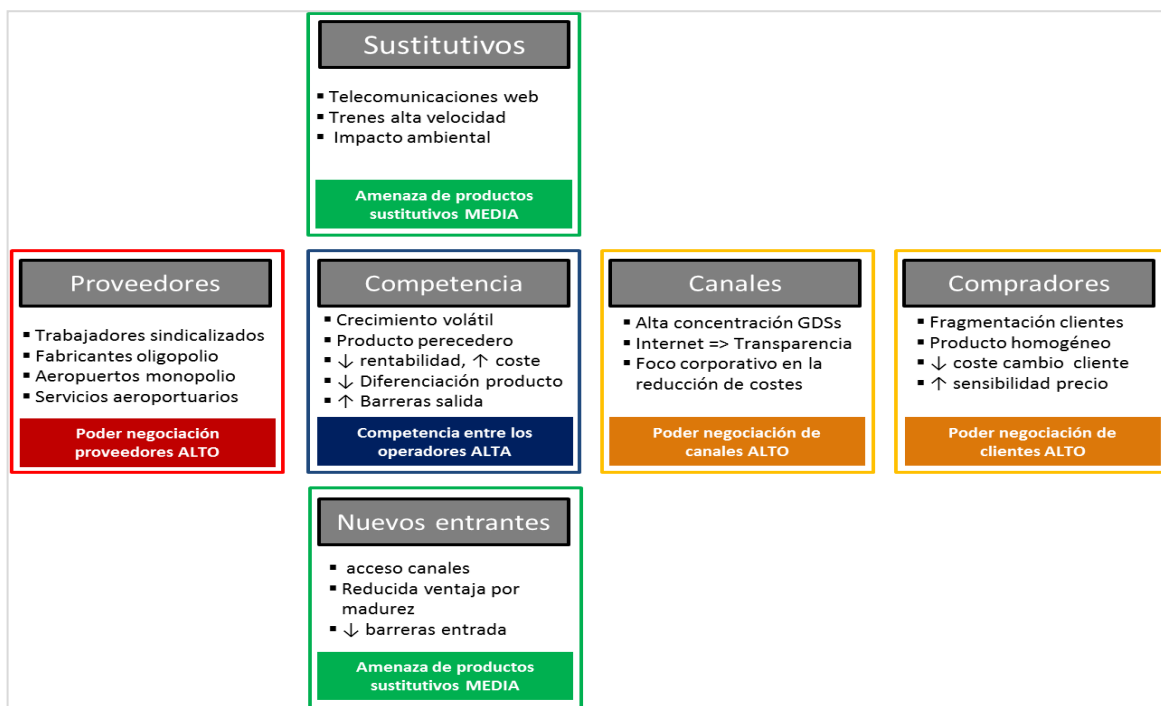 Sustitutivos
▪ Telecomunicaciones web
▪ Trenes alta velocidad
▪ Impacto ambiental
Amenaza de productos
sustitutivos MEDIA
Proveedores
▪ Trabajadores sindicalizados
▪ Fabricantes oligopolio
▪ Aeropuertos monopolio
▪ Servicios aeroportuarios
Poder negociación
proveedores ALTO
Competencia
▪ Crecimiento volátil
▪ Producto perecedero
▪ ↓ rentabilidad, ↑ coste
▪ ↓ Diferenciación producto
▪ ↑ Barreras salida
Competencia entre los
operadores ALTA
Canales
▪ Alta concentración GDSs
▪ Internet => Transparencia
▪ Foco corporativo en la
reducción de costes
Poder negociación de
canales ALTO
Compradores
▪ Fragmentación clientes
▪ Producto homogéneo
▪ ↓ coste cambio cliente
▪ ↑ sensibilidad precio
Poder negociación de
clientes ALTO
Nuevos entrantes
▪ acceso canales
▪ Reducida ventaja por
madurez
▪ ↓ barreras entrada
Amenaza de productos
sustitutivos MEDIA